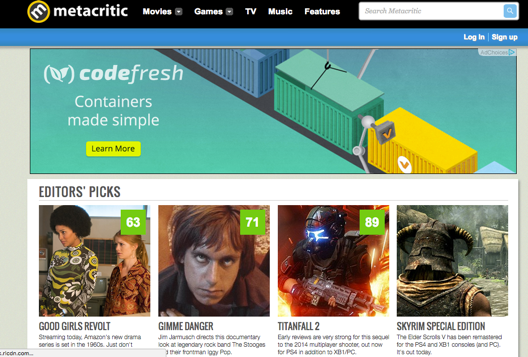 metacritic
Movies Games TV Music Features
Search Metacritic
Log in | Sign up
AdChoices
codefresh
Containers
made simple
Learn More
EDITORS' PICKS
63
71
89
GOOD GIRLS REVOLT
Streaming today, Amazon's new drama
series is set in the 1960s. Just don't
GIMME DANGER
Jim Jarmusch directs this documentary
look at legendary rock band The Stooges
d their frontman Iggy Pop.
TITANFALL 2
Early reviews are very strong for this sequel
to the 2014 multiplayer shooter, out now
for PS4 in addition to XB1/PC.
SKYRIM SPECIAL EDITION
The Elder Scrolls V has been remastered
for the PS4 and XB1 consoles (and PC).
It's out today.